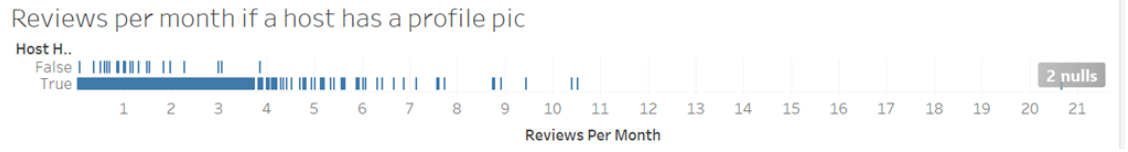 Reviews per month if a host has a profile pic
Host H..
False
True
2 nulls
1 2 3 4 5 6 7 8 9 10 11 12 13 14 15 16 17 18 19 20 21
Reviews Per Month